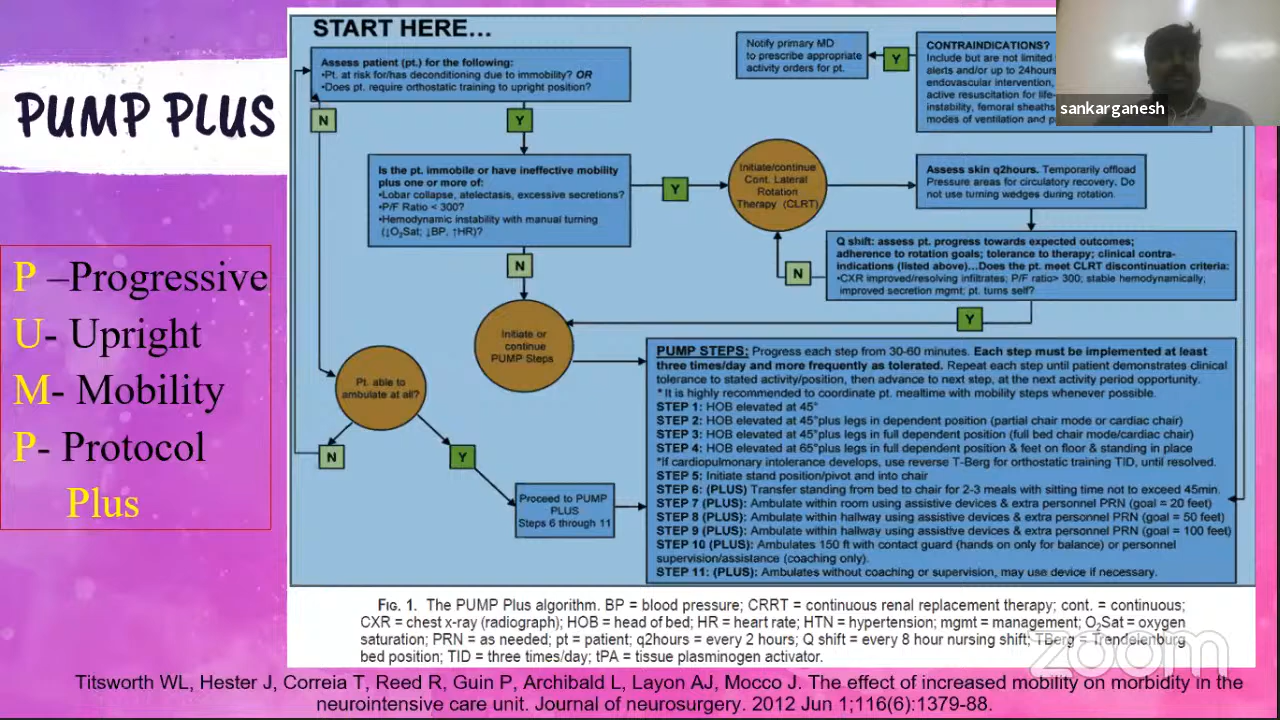 PUMP PLUS
P –Progressive
U- Upright
M- Mobility
P- Protocol
Plus
START HERE…
Assess patient (pt.) for the following:
•Pt. at risk for/has deconditioning due to immobility? OR
•Does pt. require orthostatic training to upright position?
N
Y
Notify primary MD
to prescribe appropriate
activity orders for pt.
Y
CONTRAINDICATIONS?
Include but are not limited
alerts and/or up to 24hours
endovascular intervention,
active resuscitation for life-
instability, femoral sheaths
modes of ventilation and
sankarganesh
Is the pt. immobile or have ineffective mobility
plus one or more of:
•Lobar collapse, atelectasis, excessive secretions?
•P/F Ratio < 300?
•Hemodynamic instability with manual turning
(↓O2Sat; ↓BP, ↑HR)?
Y
N
Initiate/continue
Cont. Lateral
Rotation
Therapy (CLRT)
Assess skin q2hours. Temporarily offload
Pressure areas for circulatory recovery. Do
not use turning wedges during rotation.
Q shift: assess pt. progress towards expected outcomes;
adherence to rotation goals; tolerance to therapy; clinical contra-
indications (listed above)…Does the pt. meet CLRT discontinuation criteria:
•CXR improved/resolving infiltrates; P/F ratio> 300; stable hemodynamically,
improved secretion mgmt; pt. turns self?
N
Y
Initiate or
continue
PUMP Steps
Pt. able to
ambulate at all?
N
Y
Proceed to PUMP
PLUS
Steps 6 through 11
PUMP STEPS: Progress each step from 30-60 minutes. Each step must be implemented at least
three times/day and more frequently as tolerated. Repeat each step until patient demonstrates clinical
tolerance to stated activity/position, then advance to next step, at the next activity period opportunity.
* It is highly recommended to coordinate pt. mealtime with mobility steps whenever possible.
STEP 1: HOB elevated at 45°
STEP 2: HOB elevated at 45°plus legs in dependent position (partial chair mode or cardiac chair)
STEP 3: HOB elevated at 45°plus legs in full dependent position (full bed chair mode/cardiac chair)
STEP 4: HOB elevated at 65°plus legs in full dependent position & feet on floor & standing in place
*If cardiopulmonary intolerance develops, use reverse T-Berg for orthostatic training TID, until resolved.
STEP 5: Initiate stand position/pivot and into chair
STEP 6: (PLUS) Transfer standing from bed to chair for 2-3 meals with sitting time not to exceed 45min.
STEP 7 (PLUS): Ambulate within room using assistive devices & extra personnel PRN (goal = 20 feet)
STEP 8 (PLUS): Ambulate within hallway using assistive devices & extra personnel PRN (goal = 50 feet)
STEP 9 (PLUS): Ambulate within hallway using assistive devices & extra personnel PRN (goal = 100 feet)
STEP 10 (PLUS): Ambulates 150 ft with contact guard (hands on only for balance) or personnel
supervision/assistance (coaching only).
STEP 11: (PLUS): Ambulates without coaching or supervision, may use device if necessary.
FIG. 1. The PUMP Plus algorithm. BP = blood pressure; CRRT = continuous renal replacement therapy; cont. = continuous;
CXR = chest x-ray (radiograph); HOB = head of bed; HR = heart rate; HTN = hypertension; mgmt = management; O2Sat = oxygen
saturation; PRN = as needed; pt = patient; q2hours = every 2 hours; Q shift = every 8 hour nursing shift; TBerg = Trendelenburg
bed position; TID = three times/day; tPA = tissue plasminogen activator.
zoom
Titsworth WL, Hester J, Correia T, Reed R, Guin P, Archibald L, Layon AJ, Mocco J. The effect of increased mobility on morbidity in the
neurointensive care unit. Journal of neurosurgery. 2012 Jun 1;116(6):1379-88.